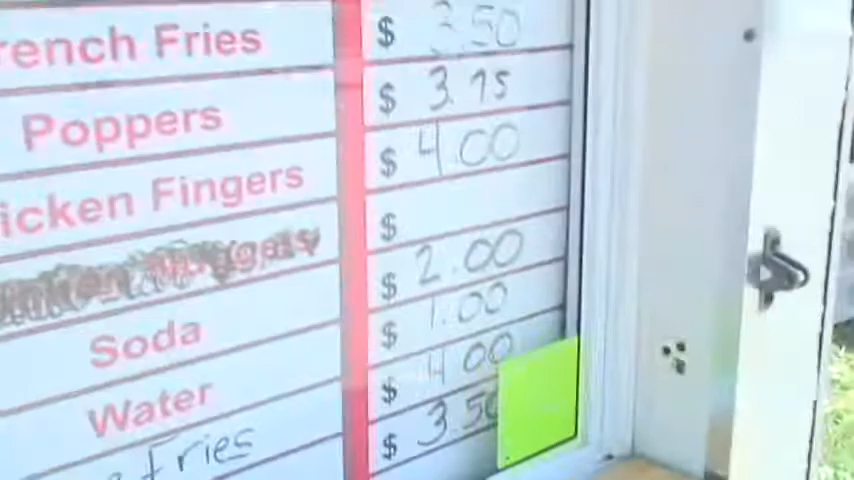 rench Fries $ 3.50
Poppers $ 3.75
icken Fingers $ 4.00
Nuggets $
Soda $ 2.00
Water $ 1.00
Fries $ 4.00
$ 3.50